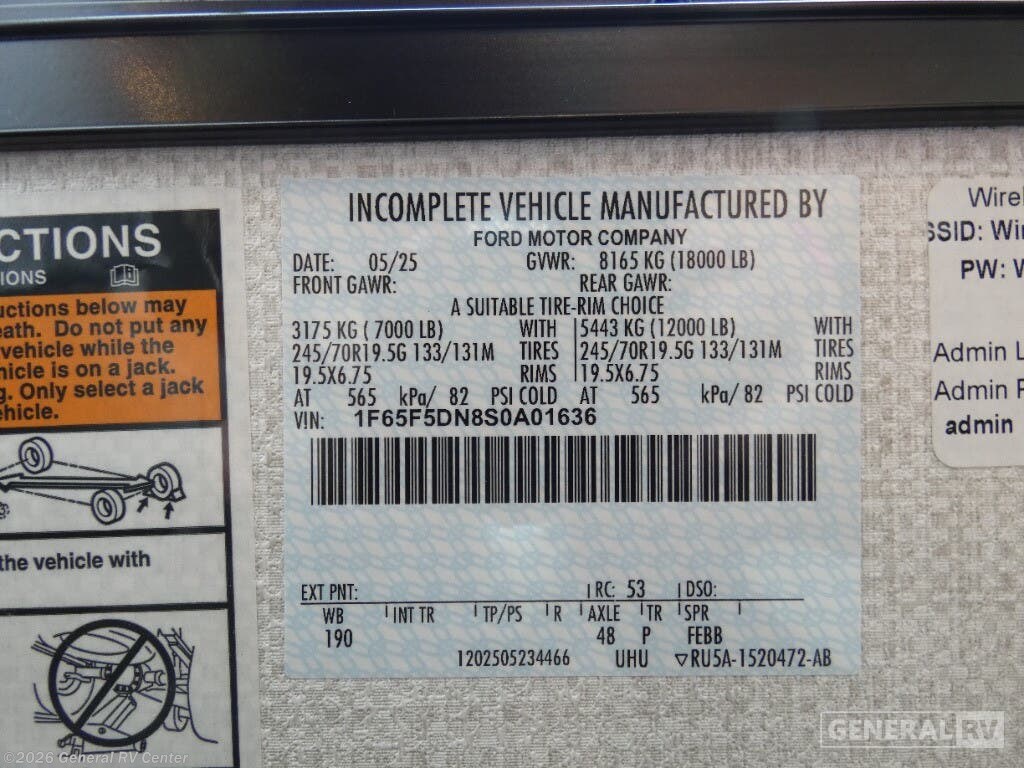 CTIONS
IONS
uctions below may
eath. Do not put any
vehicle while the
hicle is on a jack.
g. Only select a jack
ehicle.
the vehicle with
INCOMPLETE VEHICLE MANUFACTURED BY
FORD MOTOR COMPANY
DATE: 05/25 GVWR: 8165 KG (18000 LB)
FRONT GAWR: REAR GAWR:
A SUITABLE TIRE-RIM CHOICE
3175 KG ( 7000 LB) WITH 5443 KG (12000 LB) WITH
245/70R19.5G 133/131M TIRES 245/70R19.5G 133/131M TIRES
19.5X6.75 RIMS 19.5X6.75 RIMS
AT 565 kPa/ 82 PSI COLD AT 565 kPa/ 82 PSI COLD
VIN: 1F65F5DN8S0A01636
EXT PNT: RC: 53 DSO:
WB INT TR TP/PS R AXLE TR SPR
190 48 P FEBB
1202505234466 UHU ▽RU5A-1520472-AB
Wirel
SSID: Wi
PW: W
Admin L
Admin P
admin
GENERAL RV
©2026 General RV Center